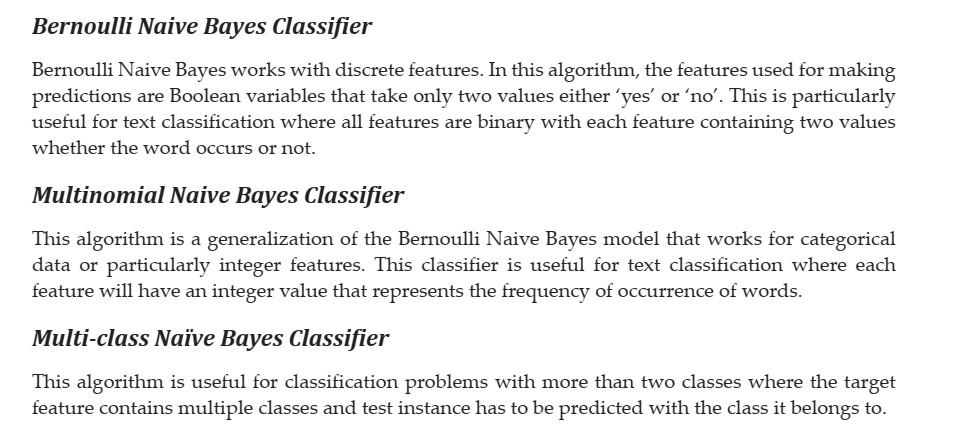 Bernoulli Naive Bayes Classifier
Bernoulli Naive Bayes works with discrete features. In this algorithm, the features used for making
predictions are Boolean variables that take only two values either ‘yes’ or ‘no’. This is particularly
useful for text classification where all features are binary with each feature containing two values
whether the word occurs or not.
Multinomial Naive Bayes Classifier
This algorithm is a generalization of the Bernoulli Naive Bayes model that works for categorical
data or particularly integer features. This classifier is useful for text classification where each
feature will have an integer value that represents the frequency of occurrence of words.
Multi-class Naïve Bayes Classifier
This algorithm is useful for classification problems with more than two classes where the target
feature contains multiple classes and test instance has to be predicted with the class it belongs to.